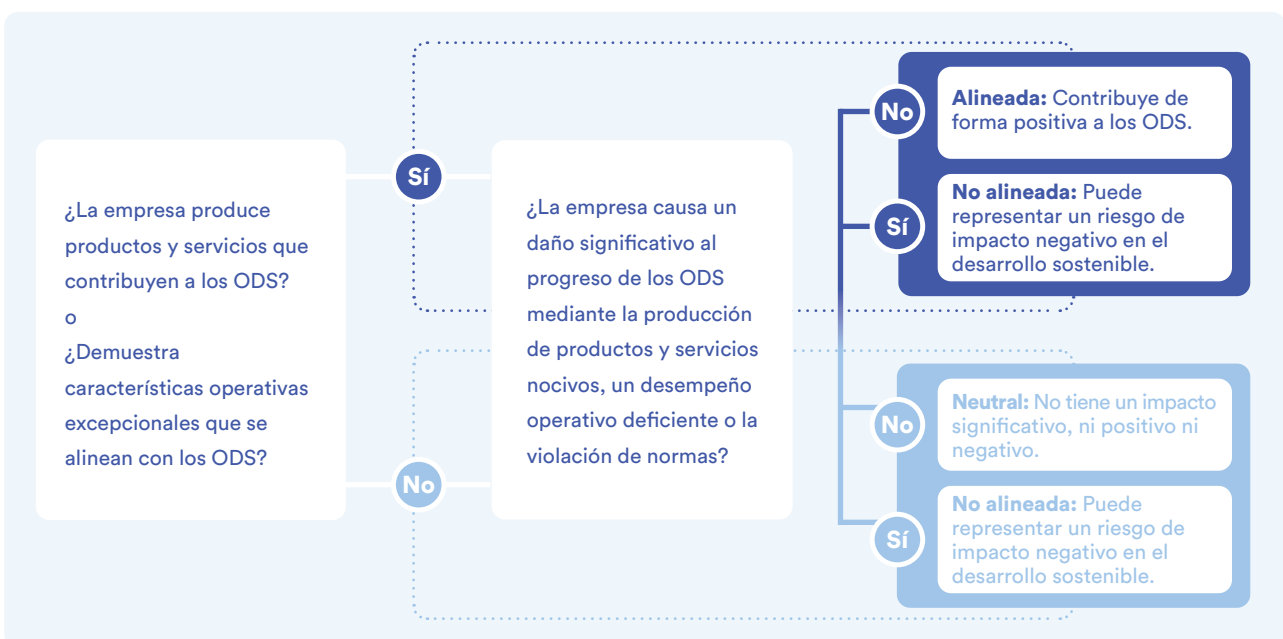 ¿La empresa produce
productos y servicios que
contribuyen a los ODS?
o
¿Demuestra
características operativas
excepcionales que se
alinean con los ODS?
Sí
No
¿La empresa causa un
daño significativo al
progreso de los ODS
mediante la producción
de productos y servicios
nocivos, un desempeño
operativo deficiente o la
violación de normas?
No
Alineada: Contribuye de
forma positiva a los ODS.
Sí
No alineada: Puede
representar un riesgo de
impacto negativo en el
desarrollo sostenible.
No
Neutral: No tiene un impacto
significativo, ni positivo ni
negativo.
Sí
No alineada: Puede
representar un riesgo de
impacto negativo en el
desarrollo sostenible.